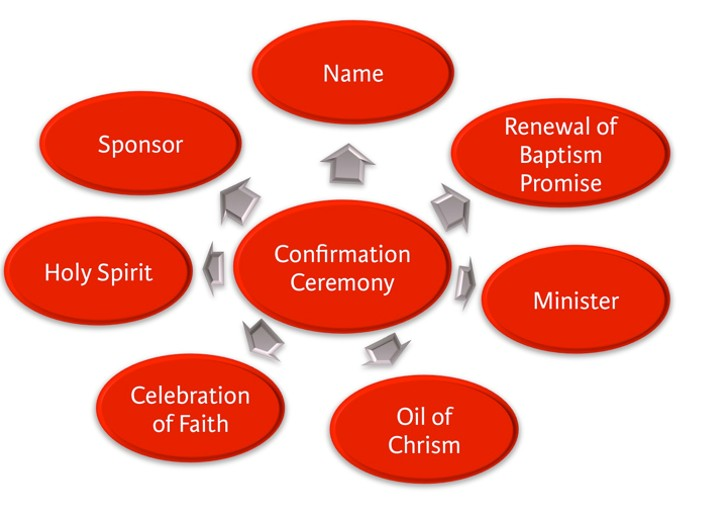 Name
Sponsor
Renewal of
Baptism
Promise
Holy Spirit
Confirmation
Ceremony
Minister
Celebration
of Faith
Oil of
Chrism